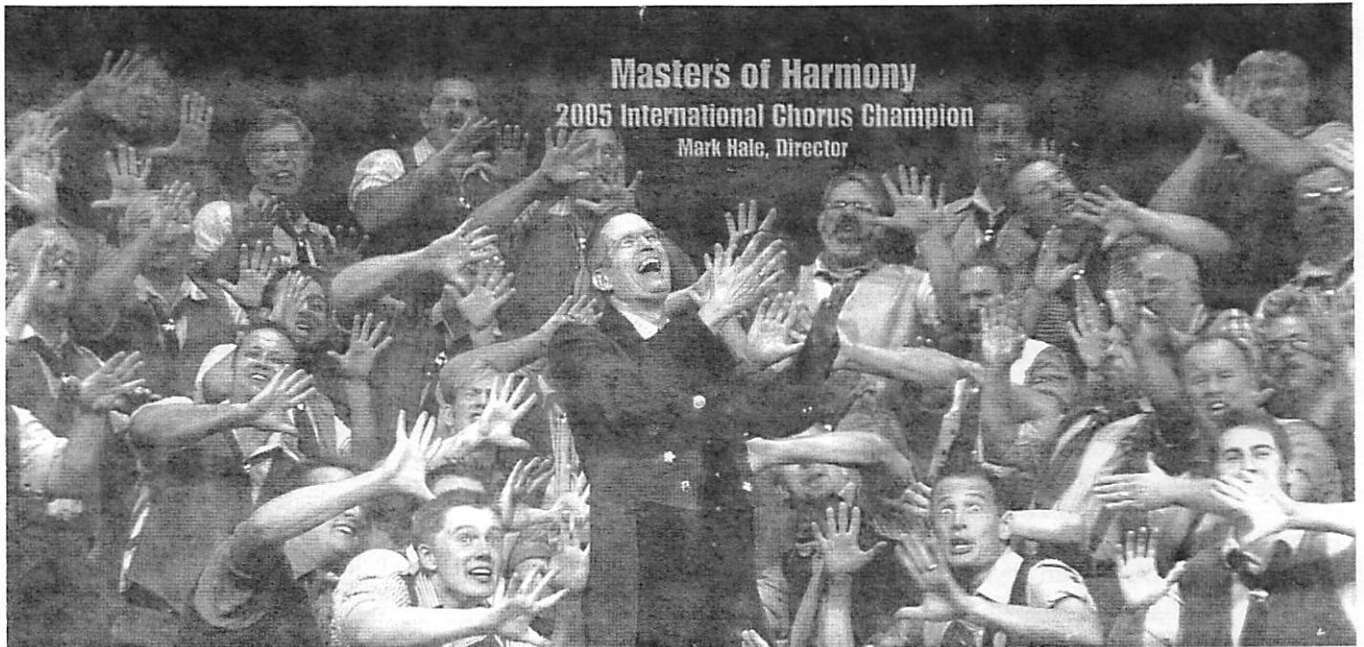 Masters of Harmony
2005 International Chorus Champion
Mark Hale, Director